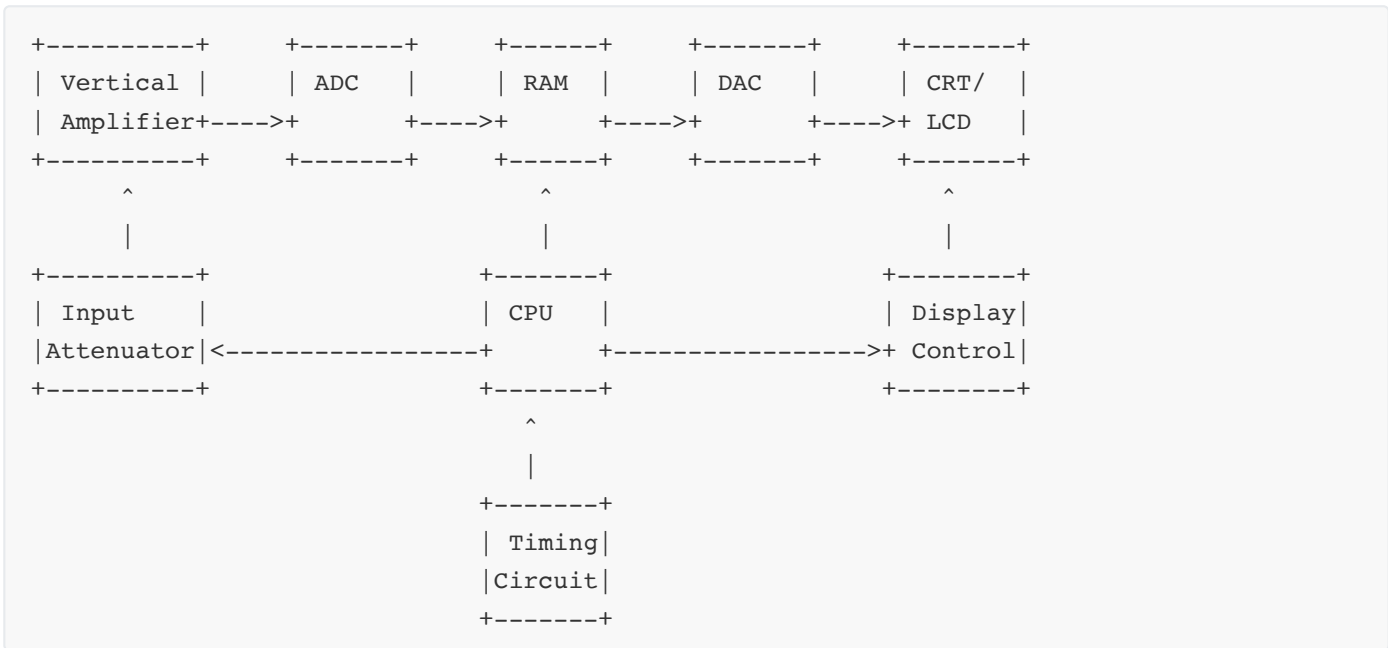 +----------+     +-------+     +------+     +-------+     +-------+
| Vertical |     | ADC   |     | RAM  |     | DAC   |     | CRT/  |
| Amplifier+---->+       +---->+      +---->+       +---->+ LCD   |
+----------+     +-------+     +------+     +-------+     +-------+
      ^                           ^                          ^
      |                           |                          |
+----------+                  +-------+                  +--------+
| Input    |                  | CPU   |                  | Display|
|Attenuator|<-----------------+       +----------------->+ Control|
+----------+                  +-------+                  +--------+
                                 ^
                                 |
                              +-------+
                              | Timing|
                              |Circuit|
                              +-------+